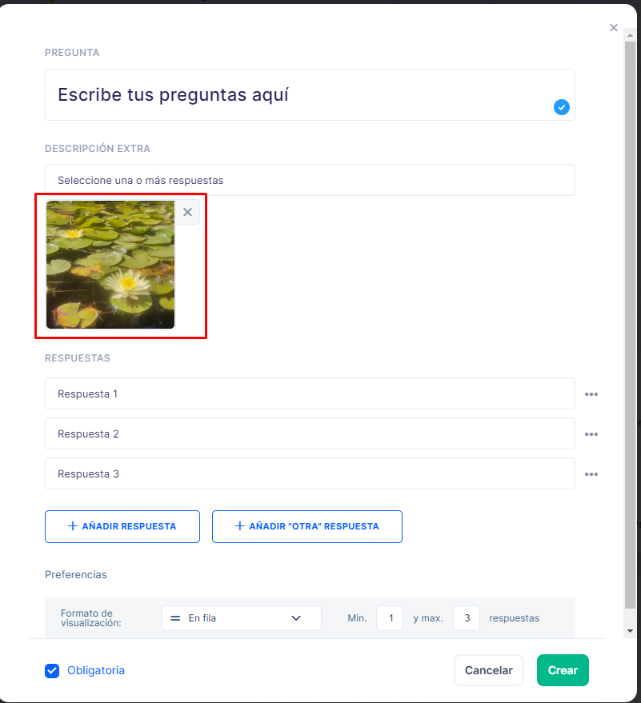 PREGUNTA
Escribe tus preguntas aquí
DESCRIPCIÓN EXTRA
Seleccione una o más respuestas
RESPUESTAS
Respuesta 1
Respuesta 2
Respuesta 3
AÑADIR RESPUESTA
AÑADIR "OTRA" RESPUESTA
Preferencias
Formato de
visualización:
En fila
Min. 1 y max. 3 respuestas
Obligatoria
Cancelar
Crear